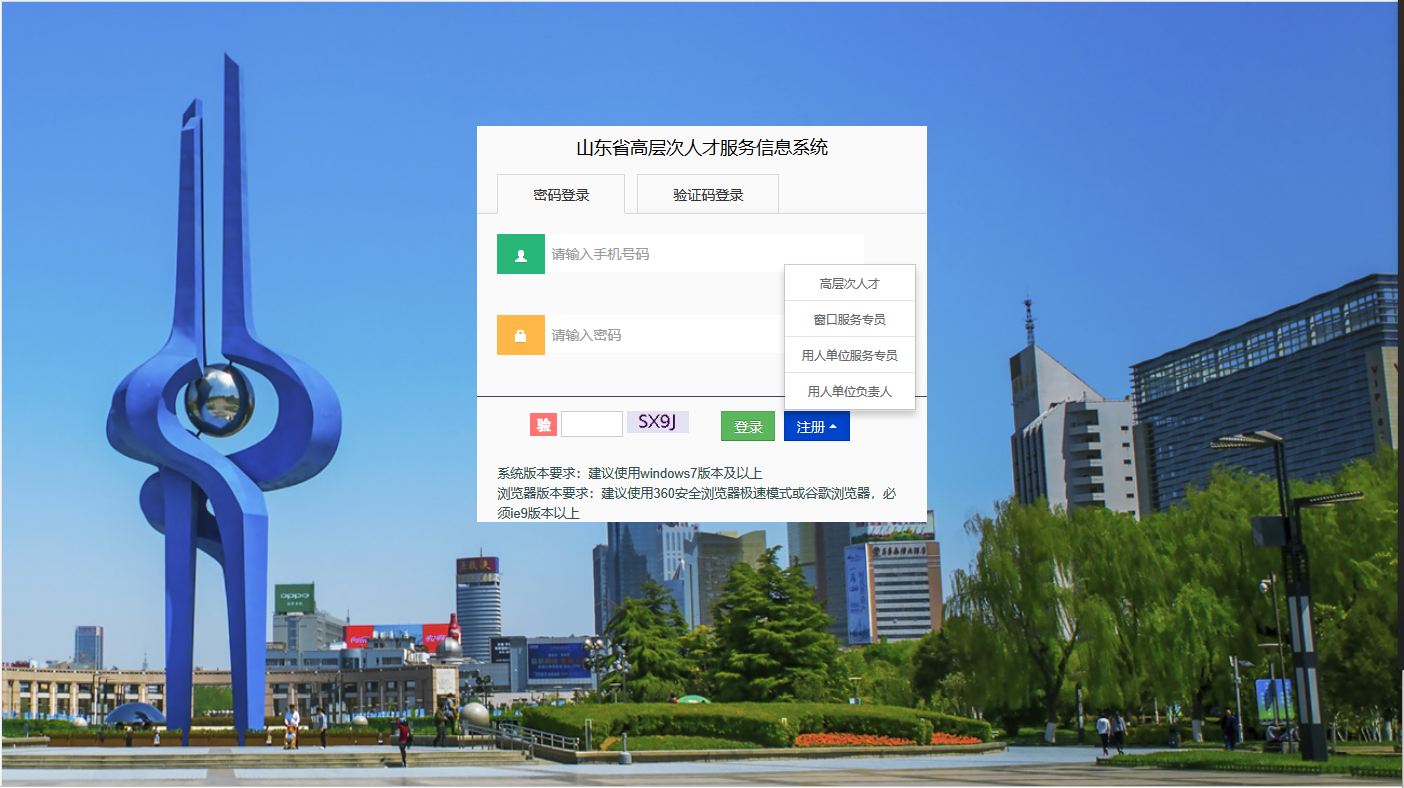 山东省高层次人才服务信息系统
密码登录
验证码登录
请输入手机号码
高层次人才
窗口服务专员
请输入密码
用人单位服务专员
用人单位负责人
验
SX9J
登录
注册
系统版本要求：建议使用windows7版本及以上
浏览器版本要求：建议使用360安全浏览器极速模式或谷歌浏览器，必
须ie9版本以上
oppo